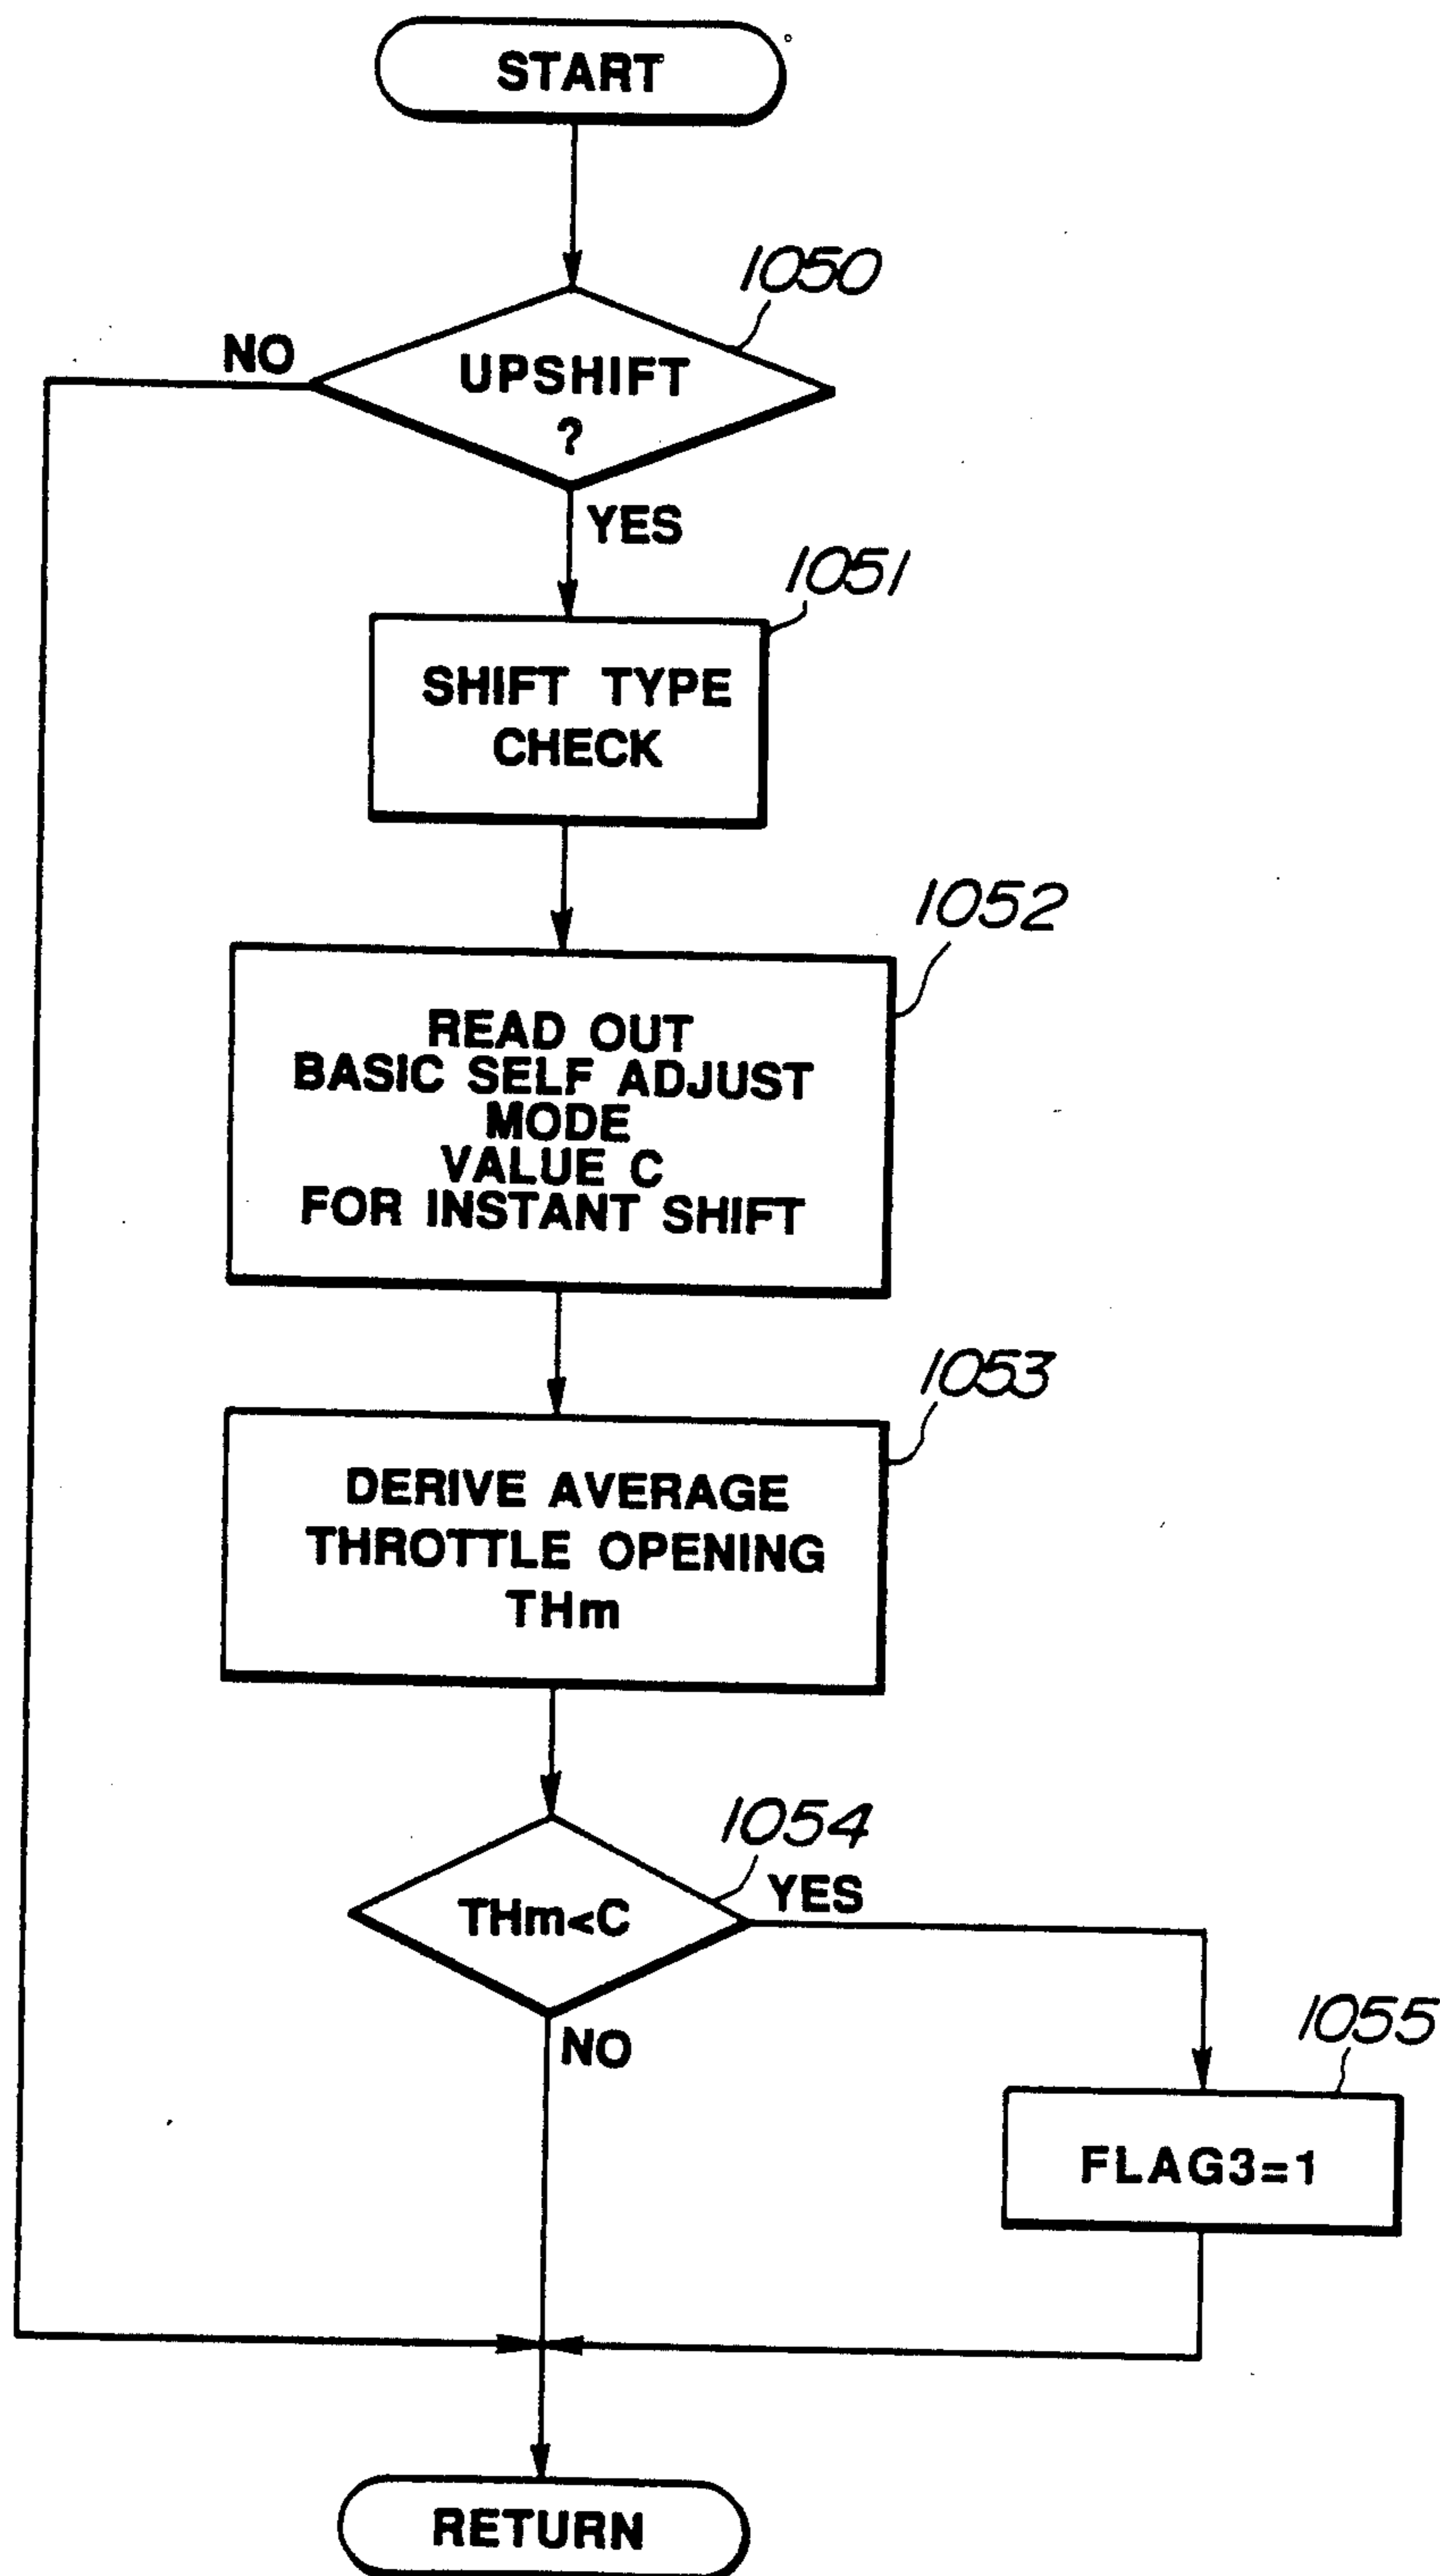 START
1050
NO
UPSHIFT
?
YES
1051
SHIFT TYPE
CHECK
1052
READ OUT
BASIC SELF ADJUST
MODE
VALUE C
FOR INSTANT SHIFT
1053
DERIVE AVERAGE
THROTTLE OPENING
THm
1054
YES
THm<C
NO
1055
FLAG3=1
RETURN